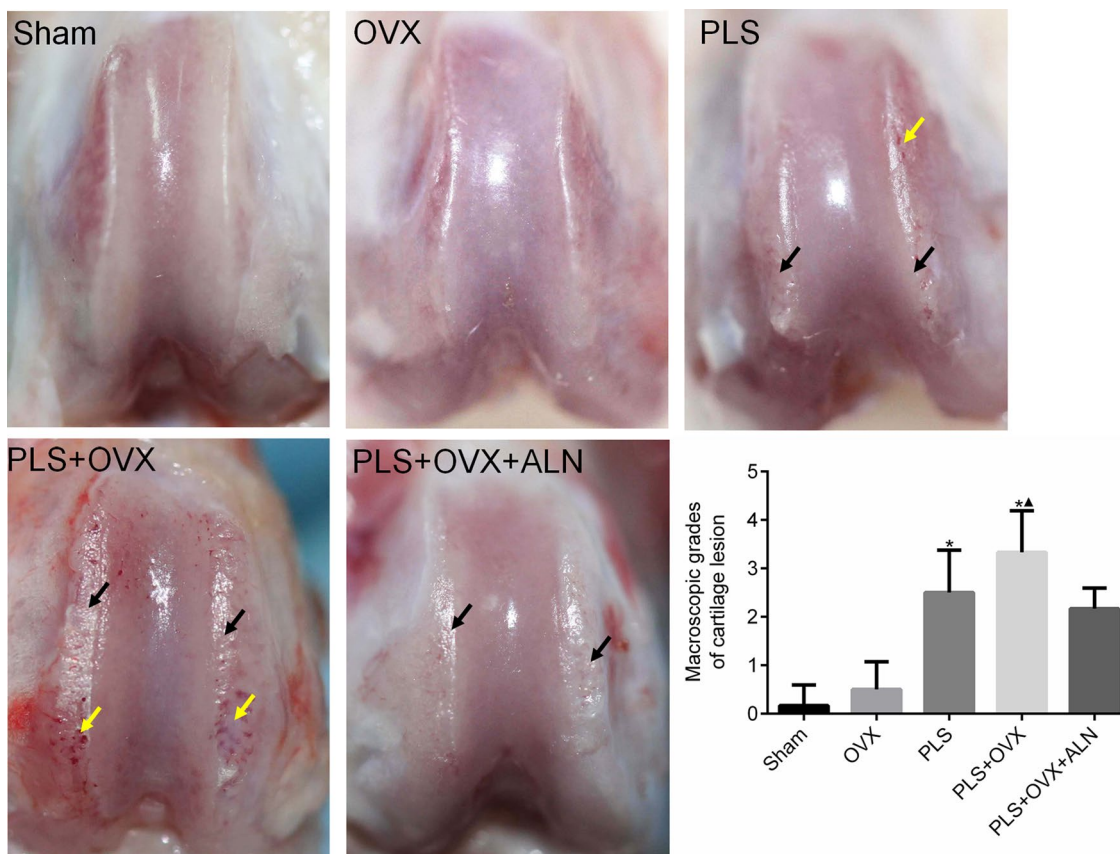 Sham
OVX
PLS
PLS+OVX
PLS+OVX+ALN
Macroscopic grades
of cartilage lesion
5
4
3
2
1
0
*
*▲
Sham
OVX
PLS
PLS+OVX
PLS+OVX+ALN